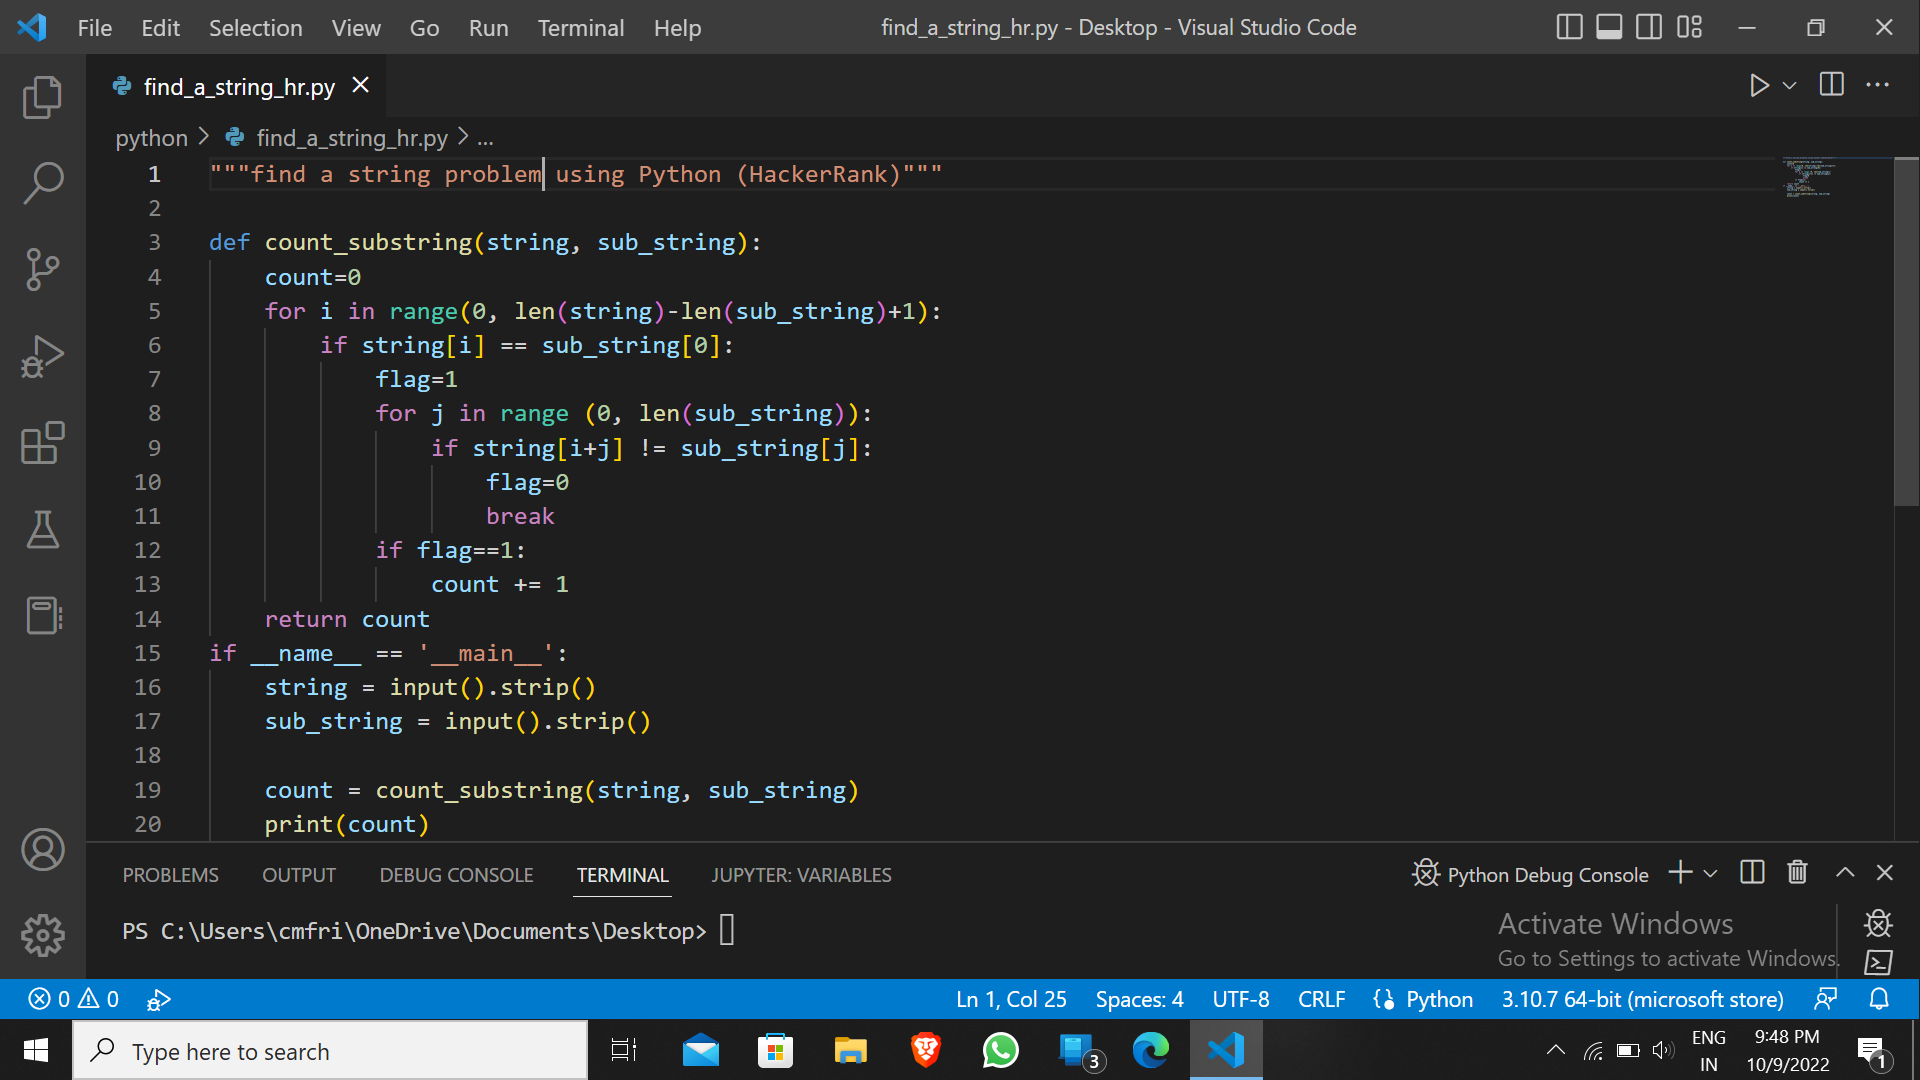 File Edit Selection View Go Run Terminal Help find_a_string_hr.py - Desktop - Visual Studio Code
find_a_string_hr.py
python > find_a_string_hr.py > ...
1 """find a string problem using Python (HackerRank)"""
2
3 def count_substring(string, sub_string):
4     count=0
5     for i in range(0, len(string)-len(sub_string)+1):
6         if string[i] == sub_string[0]:
7             flag=1
8             for j in range (0, len(sub_string)):
9                 if string[i+j] != sub_string[j]:
10                     flag=0
11                     break
12             if flag==1:
13                 count += 1
14     return count
15 if __name__ == '__main__':
16     string = input().strip()
17     sub_string = input().strip()
18
19     count = count_substring(string, sub_string)
20     print(count)
PROBLEMS OUTPUT DEBUG CONSOLE TERMINAL JUPYTER: VARIABLES Python Debug Console
PS C:\Users\cmfri\OneDrive\Documents\Desktop>
Activate Windows
Go to Settings to activate Windows.
0 0 Ln 1, Col 25 Spaces: 4 UTF-8 CRLF Python 3.10.7 64-bit (microsoft store)
Type here to search 3 ENG 9:48 PM
IN 10/9/2022 1